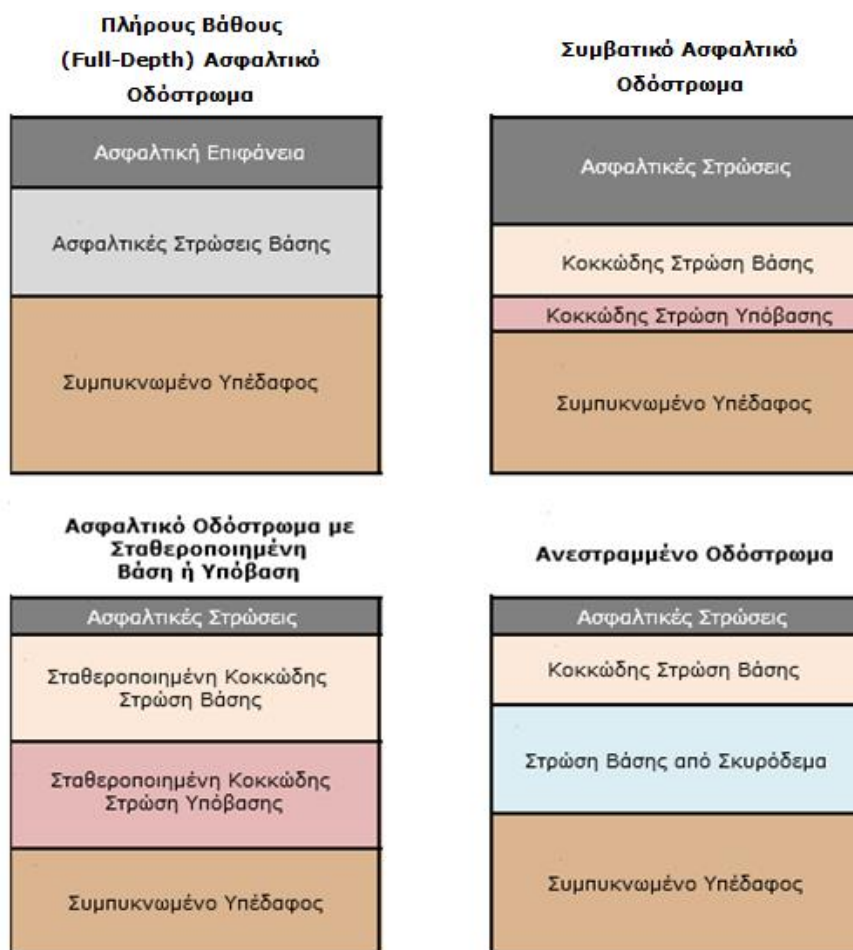 Πλήρους Βάθους
(Full-Depth) Ασφαλτικό
Οδόστρωμα
Ασφαλτική Επιφάνεια
Ασφαλτικές Στρώσεις Βάσης
Συμπυκνωμένο Υπέδαφος
Συμβατικό Ασφαλτικό
Οδόστρωμα
Ασφαλτικές Στρώσεις
Κοκκώδης Στρώση Βάσης
Κοκκώδης Στρώση Υπόβασης
Συμπυκνωμένο Υπέδαφος
Ασφαλτικό Οδόστρωμα με
Σταθεροποιημένη
Βάση ή Υπόβαση
Ασφαλτικές Στρώσεις
Σταθεροποιημένη Κοκκώδης
Στρώση Βάσης
Σταθεροποιημένη Κοκκώδης
Στρώση Υπόβασης
Συμπυκνωμένο Υπέδαφος
Ανεστραμμένο Οδόστρωμα
Ασφαλτικές Στρώσεις
Κοκκώδης Στρώση Βάσης
Στρώση Βάσης από Σκυρόδεμα
Συμπυκνωμένο Υπέδαφος